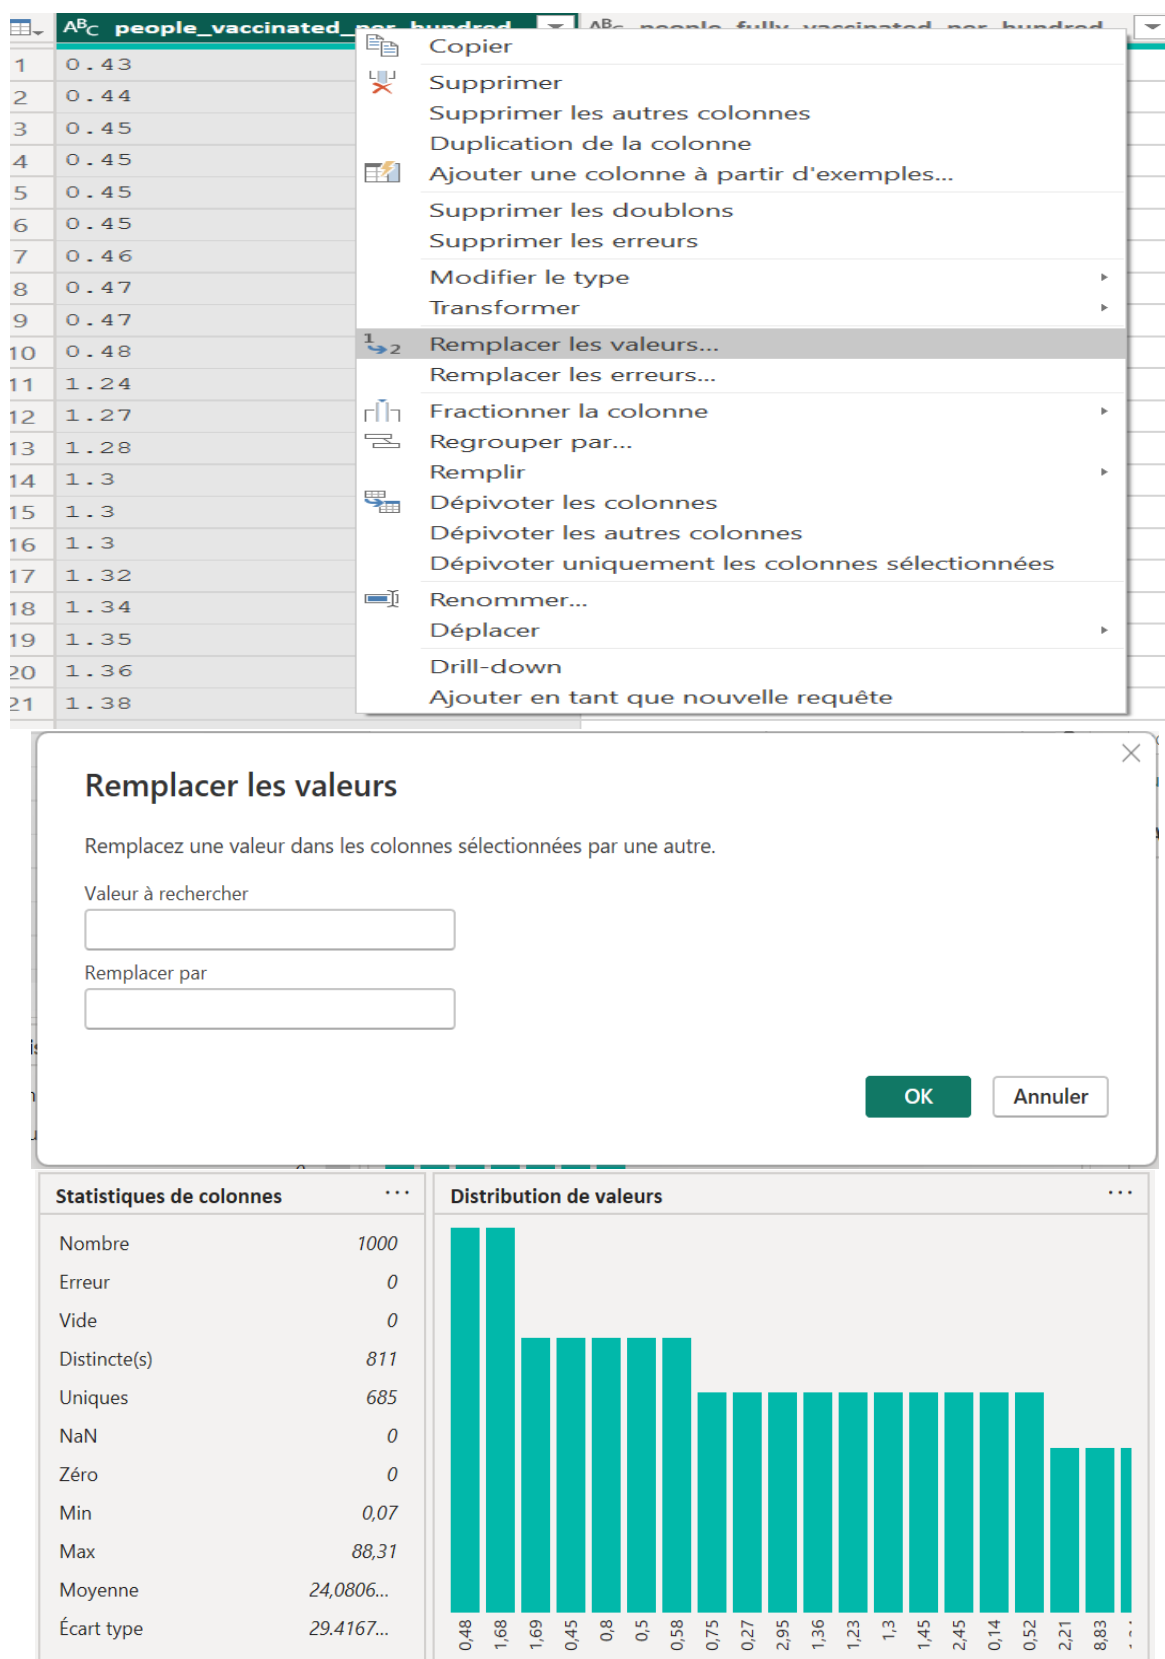 ABC people_vaccinated_per_hundred ABC people_fully_vaccinated_per_hundred
1 0.43
2 0.44
3 0.45
4 0.45
5 0.45
6 0.45
7 0.46
8 0.47
9 0.47
10 0.48
11 1.24
12 1.27
13 1.28
14 1.3
15 1.3
16 1.3
17 1.32
18 1.34
19 1.35
20 1.36
21 1.38
Copier
Supprimer
Supprimer les autres colonnes
Duplication de la colonne
Ajouter une colonne à partir d'exemples...
Supprimer les doublons
Supprimer les erreurs
Modifier le type
Transformer
1 2 Remplacer les valeurs...
Remplacer les erreurs...
Fractionner la colonne
Regrouper par...
Remplir
Dépivoter les colonnes
Dépivoter les autres colonnes
Dépivoter uniquement les colonnes sélectionnées
Renommer...
Déplacer
Drill-down
Ajouter en tant que nouvelle requête
Remplacer les valeurs
Remplacez une valeur dans les colonnes sélectionnées par une autre.
Valeur à rechercher
Remplacer par
OK Annuler
Statistiques de colonnes ...
Nombre 1000
Erreur 0
Vide 0
Distincte(s) 811
Uniques 685
NaN 0
Zéro 0
Min 0,07
Max 88,31
Moyenne 24,0806...
Écart type 29.4167...
Distribution de valeurs ...
0,48 1,68 1,69 0,45 0,8 0,5 0,58 0,75 0,27 2,95 1,36 1,23 1,3 1,45 2,45 0,14 0,52 2,21 8,83